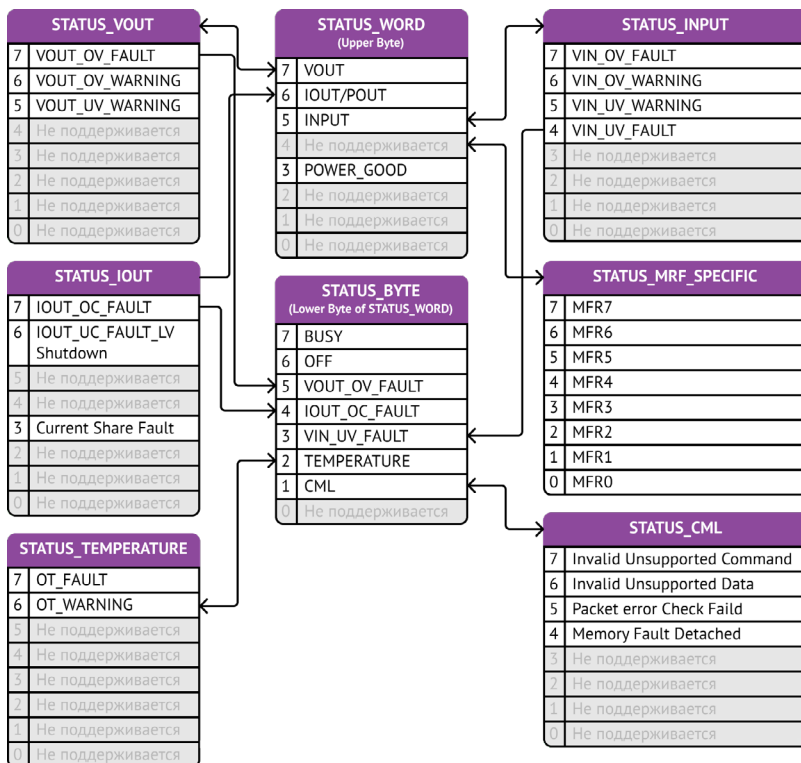 STATUS_VOUT
7 VOUT_OV_FAULT
6 VOUT_OV_WARNING
5 VOUT_UV_WARNING
4 Не поддерживается
3 Не поддерживается
2 Не поддерживается
1 Не поддерживается
0 Не поддерживается
STATUS_IOUT
7 IOUT_OC_FAULT
6 IOUT_UC_FAULT_LV
Shutdown
5 Не поддерживается
4 Не поддерживается
3 Current Share Fault
2 Не поддерживается
1 Не поддерживается
0 Не поддерживается
STATUS_TEMPERATURE
7 OT_FAULT
6 OT_WARNING
5 Не поддерживается
4 Не поддерживается
3 Не поддерживается
2 Не поддерживается
1 Не поддерживается
0 Не поддерживается
STATUS_WORD
(Upper Byte)
7 VOUT
6 IOUT/POUT
5 INPUT
4 Не поддерживается
3 POWER_GOOD
2 Не поддерживается
1 Не поддерживается
0 Не поддерживается
STATUS_BYTE
(Lower Byte of STATUS_WORD)
7 BUSY
6 OFF
5 VOUT_OV_FAULT
4 IOUT_OC_FAULT
3 VIN_UV_FAULT
2 TEMPERATURE
1 CML
0 Не поддерживается
STATUS_INPUT
7 VIN_OV_FAULT
6 VIN_OV_WARNING
5 VIN_UV_WARNING
4 VIN_UV_FAULT
3 Не поддерживается
2 Не поддерживается
1 Не поддерживается
0 Не поддерживается
STATUS_MRF_SPECIFIC
7 MFR7
6 MFR6
5 MFR5
4 MFR4
3 MFR3
2 MFR2
1 MFR1
0 MFR0
STATUS_CML
7 Invalid Unsupported Command
6 Invalid Unsupported Data
5 Packet error Check Faild
4 Memory Fault Detached
3 Не поддерживается
2 Не поддерживается
1 Не поддерживается
0 Не поддерживается